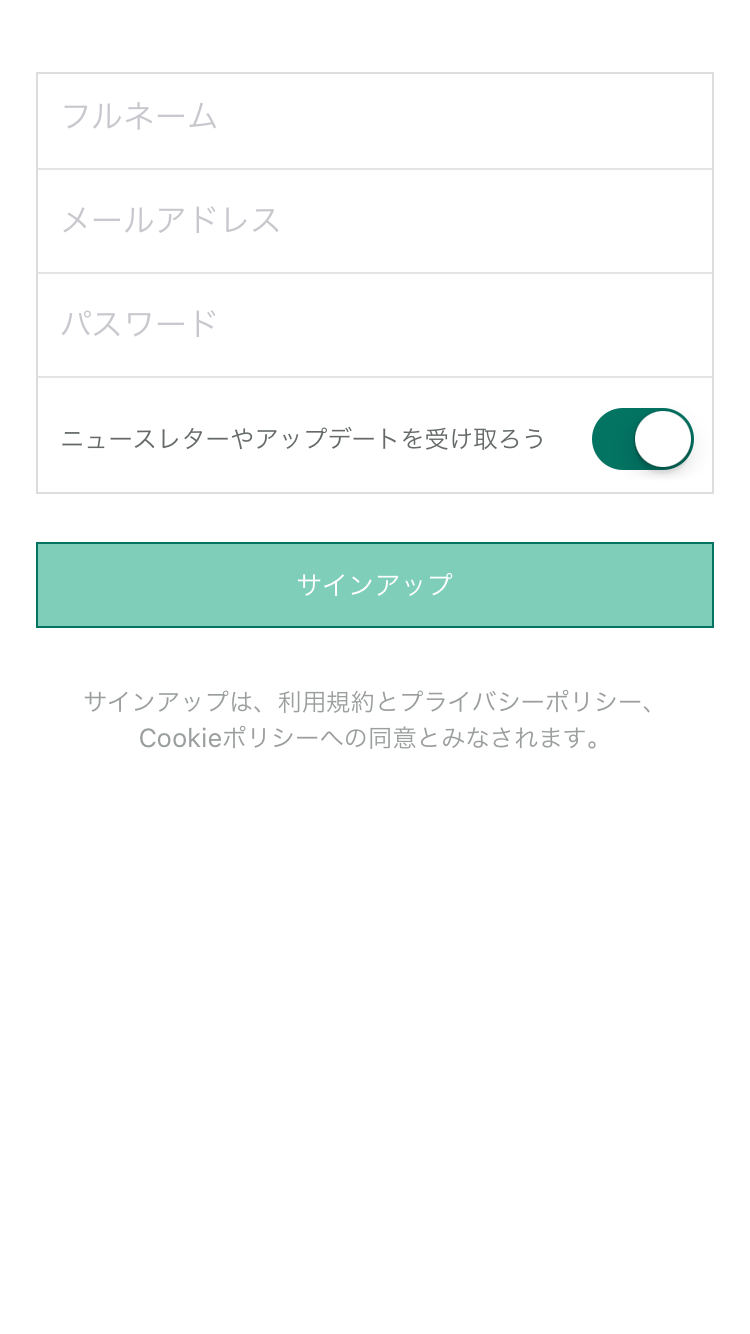 フルネーム
メールアドレス
パスワード
ニュースレターやアップデートを受け取ろう
サインアップ
サインアップは、利用規約とプライバシーポリシー、
Cookieポリシーへの同意とみなされます。